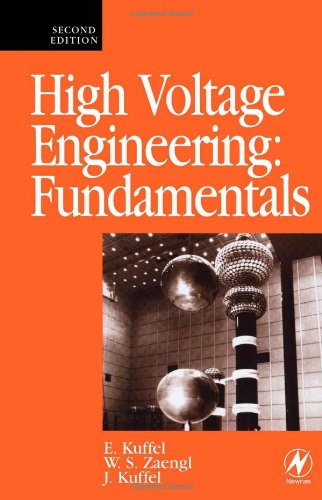 SECOND
EDITION
High Voltage
Engineering:
Fundamentals
E. Kuffel
W. S. Zaengl
J. Kuffel
Newnes